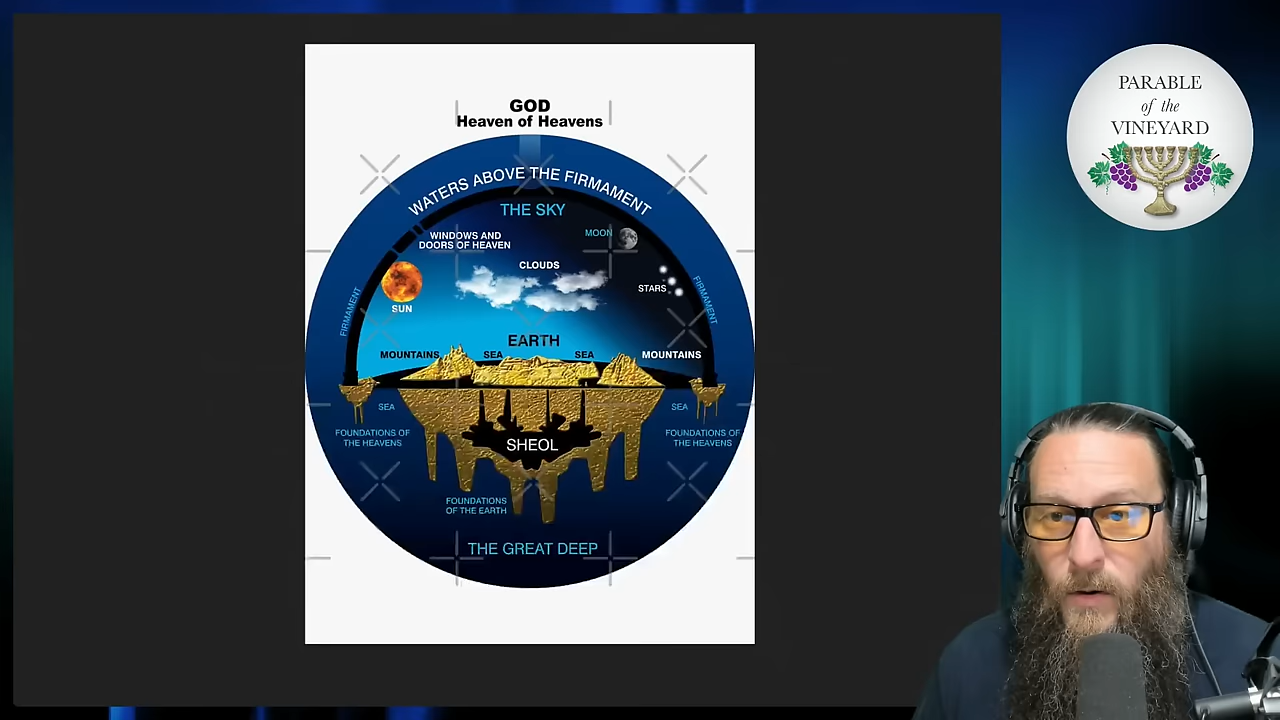 GOD
Heaven of Heavens
WATERS ABOVE THE FIRMAMENT
THE SKY
WINDOWS AND
DOORS OF HEAVEN
MOON
CLOUDS
STARS
SUN
FIRMAMENT
FIRMAMENT
EARTH
MOUNTAINS
SEA
SEA
MOUNTAINS
SEA
SEA
FOUNDATIONS OF
THE HEAVENS
FOUNDATIONS OF
THE HEAVENS
SHEOL
FOUNDATIONS
OF THE EARTH
THE GREAT DEEP
PARABLE
of the
VINEYARD